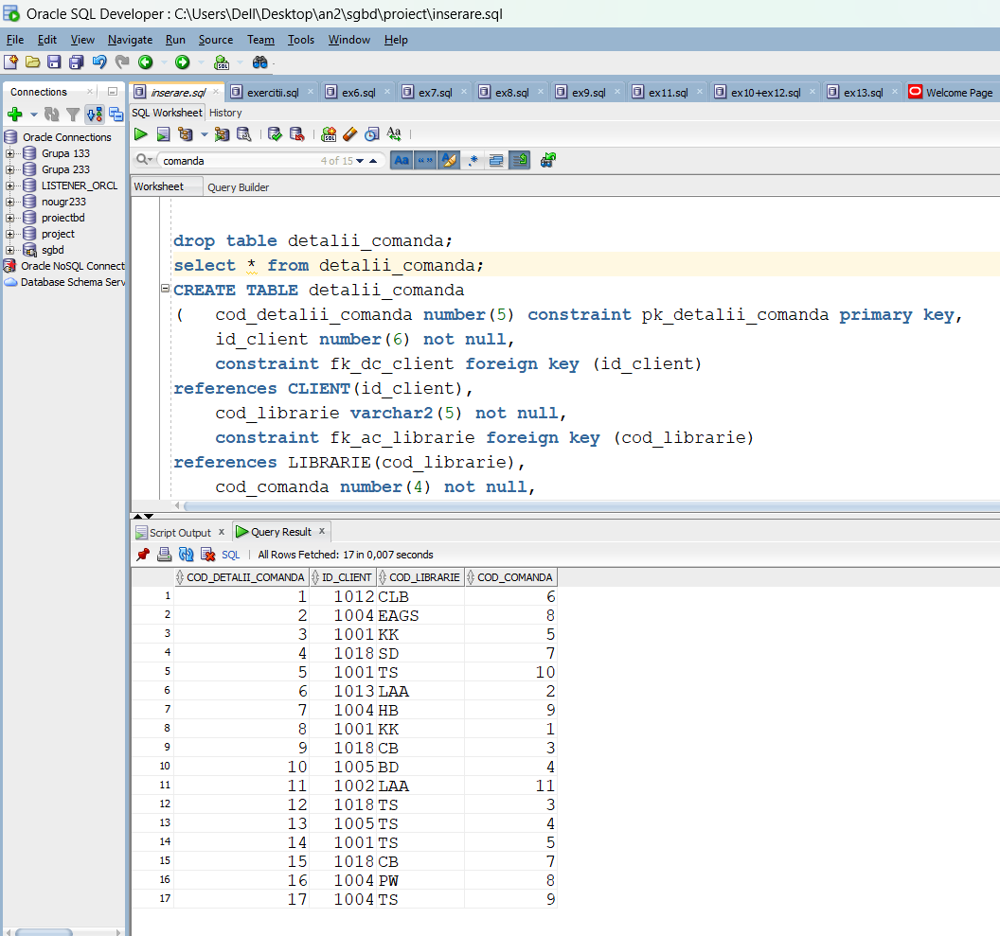 Oracle SQL Developer : C:\Users\Dell\Desktop\an2\sgbd\proiect\inserare.sql
File Edit View Navigate Run Source Team Tools Window Help
Connections
Oracle Connections
Grupa 133
Grupa 233
LISTENER_ORCL
nougr233
proiectbd
project
sgbd
Oracle NoSQL Connect
Database Schema Serv
inserare.sql exercitii.sql ex6.sql ex7.sql ex8.sql ex9.sql ex11.sql ex10+ex12.sql ex13.sql Welcome Page
SQL Worksheet History
comanda 4 of 15
Worksheet Query Builder
drop table detalii_comanda;
select * from detalii_comanda;
CREATE TABLE detalii_comanda
( cod_detalii_comanda number(5) constraint pk_detalii_comanda primary key,
id_client number(6) not null,
constraint fk_dc_client foreign key (id_client)
references CLIENT(id_client),
cod_librarie varchar2(5) not null,
constraint fk_ac_librarie foreign key (cod_librarie)
references LIBRARIE(cod_librarie),
cod_comanda number(4) not null,
Script Output x Query Result x
SQL | All Rows Fetched: 17 in 0,007 seconds
COD_DETALII_COMANDA ID_CLIENT COD_LIBRARIE COD_COMANDA
1 1 1012 CLB 6
2 2 1004 EAGS 8
3 3 1001 KK 5
4 4 1018 SD 7
5 5 1001 TS 10
6 6 1013 LAA 2
7 7 1004 HB 9
8 8 1001 KK 1
9 9 1018 CB 3
10 10 1005 BD 4
11 11 1002 LAA 11
12 12 1018 TS 3
13 13 1005 TS 4
14 14 1001 TS 5
15 15 1018 CB 7
16 16 1004 PW 8
17 17 1004 TS 9